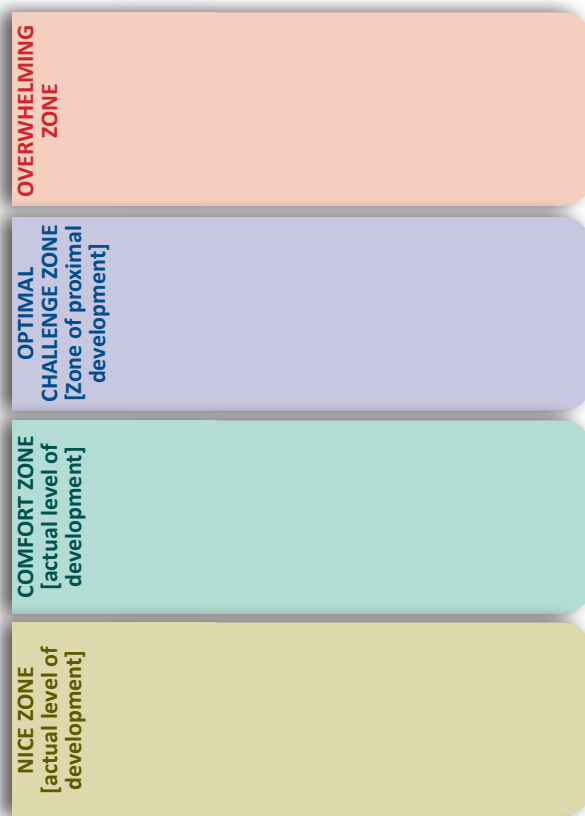 OVERWHELMING
ZONE
OPTIMAL
CHALLENGE ZONE
[Zone of proximal
development]
COMFORT ZONE
[actual level of
development]
NICE ZONE
[actual level of
development]